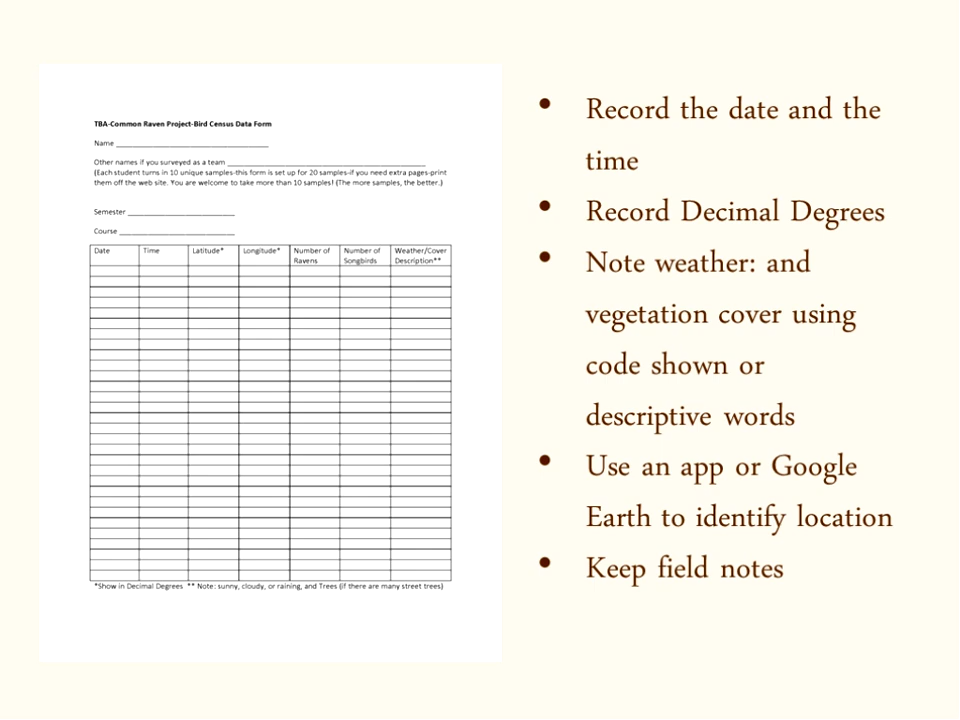 TBA-Common Raven Project-Bird Census Data Form
Name ______________________________________
Other names if you surveyed as a team ______________________________________________
(Each student turns in 10 unique samples-this form is set up for 20 samples-if you need extra pages-print
them off the web site. You are welcome to take more than 10 samples! (The more samples, the better.)
Semester ___________________________
Course _____________________________
Date Time Latitude* Longitude* Number of Ravens Number of Songbirds Weather/Cover Description**
*Show in Decimal Degrees ** Note: sunny, cloudy, or raining, and Trees (if there are many street trees)
• Record the date and the
time
• Record Decimal Degrees
• Note weather: and
vegetation cover using
code shown or
descriptive words
• Use an app or Google
Earth to identify location
• Keep field notes